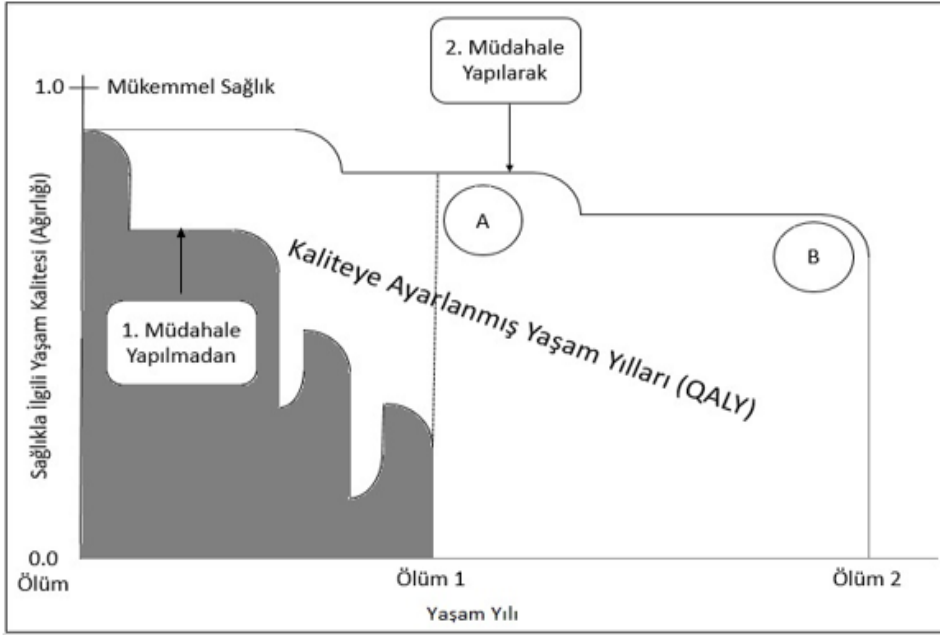 2. Müdahale
Yapılarak
1.0
Mükemmel Sağlık
A
B
Kaliteye Ayarlanmış Yaşam Yılları (QALY)
1. Müdahale
Yapılmadan
Sağlıkla İlgili Yaşam Kalitesi (Ağırlığı)
0.0
Ölüm
Ölüm 1
Ölüm 2
Yaşam Yılı